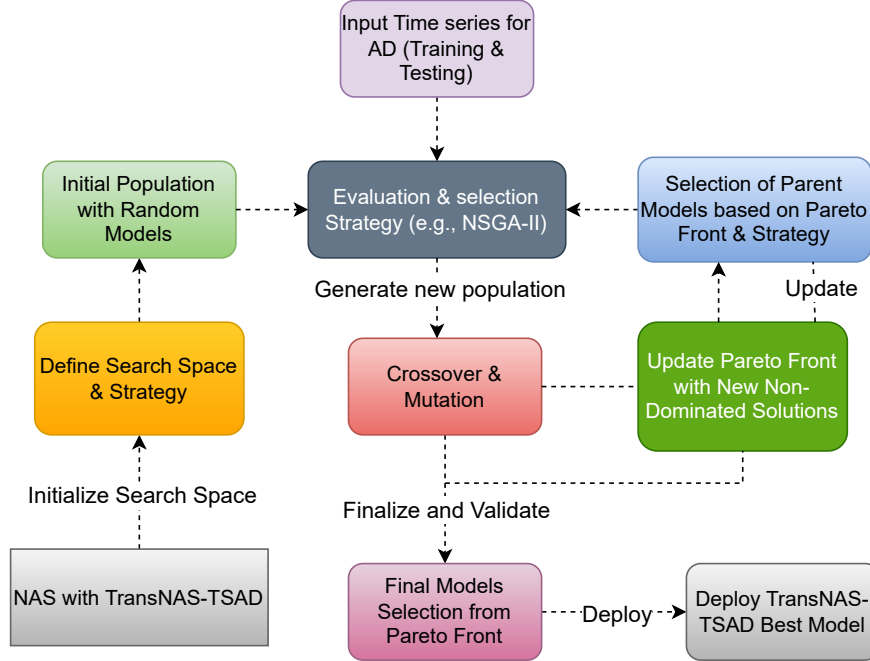 Input Time series for
AD (Training &
Testing)
Initial Population
with Random
Models
Evaluation & selection
Strategy (e.g., NSGA-II)
Selection of Parent
Models based on Pareto
Front & Strategy
Generate new population
Update
Define Search Space
& Strategy
Crossover &
Mutation
Update Pareto Front
with New Non-
Dominated Solutions
Initialize Search Space
Finalize and Validate
NAS with TransNAS-TSAD
Final Models
Selection from
Pareto Front
Deploy
Deploy TransNAS-
TSAD Best Model